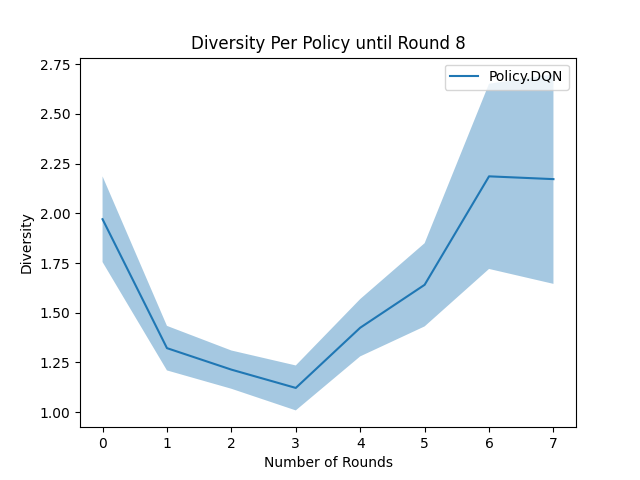 Diversity Per Policy until Round 8
Policy.DQN
2.75
2.50
2.25
2.00
1.75
1.50
1.25
1.00
Diversity
0 1 2 3 4 5 6 7
Number of Rounds